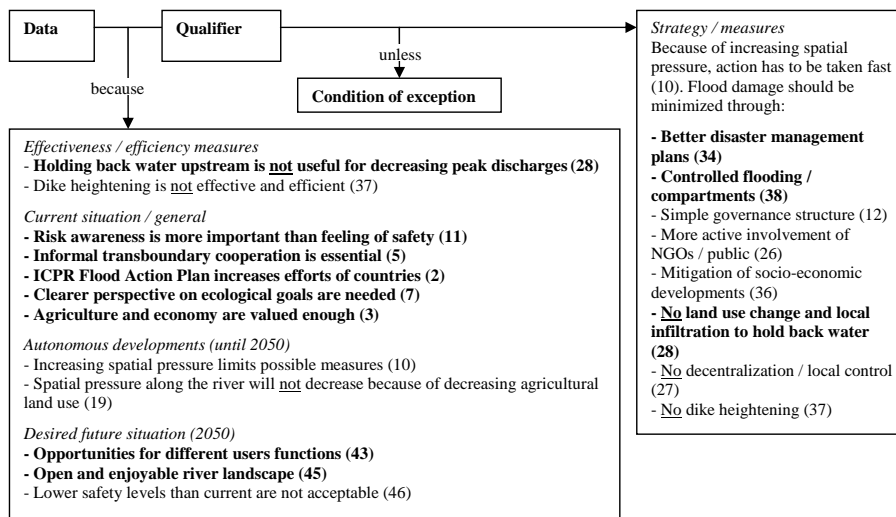 Data
Qualifier
because
unless
Condition of exception
Effectiveness / efficiency measures
- Holding back water upstream is not useful for decreasing peak discharges (28)
- Dike heightening is not effective and efficient (37)
Current situation / general
- Risk awareness is more important than feeling of safety (11)
- Informal transboundary cooperation is essential (5)
- ICPR Flood Action Plan increases efforts of countries (2)
- Clearer perspective on ecological goals are needed (7)
- Agriculture and economy are valued enough (3)
Autonomous developments (until 2050)
- Increasing spatial pressure limits possible measures (10)
- Spatial pressure along the river will not decrease because of decreasing agricultural
land use (19)
Desired future situation (2050)
- Opportunities for different users functions (43)
- Open and enjoyable river landscape (45)
- Lower safety levels than current are not acceptable (46)
Strategy / measures
Because of increasing spatial
pressure, action has to be taken fast
(10). Flood damage should be
minimized through:
- Better disaster management
plans (34)
- Controlled flooding /
compartments (38)
- Simple governance structure (12)
- More active involvement of
NGOs / public (26)
- Mitigation of socio-economic
developments (36)
- No land use change and local
infiltration to hold back water
(28)
- No decentralization / local control
(27)
- No dike heightening (37)